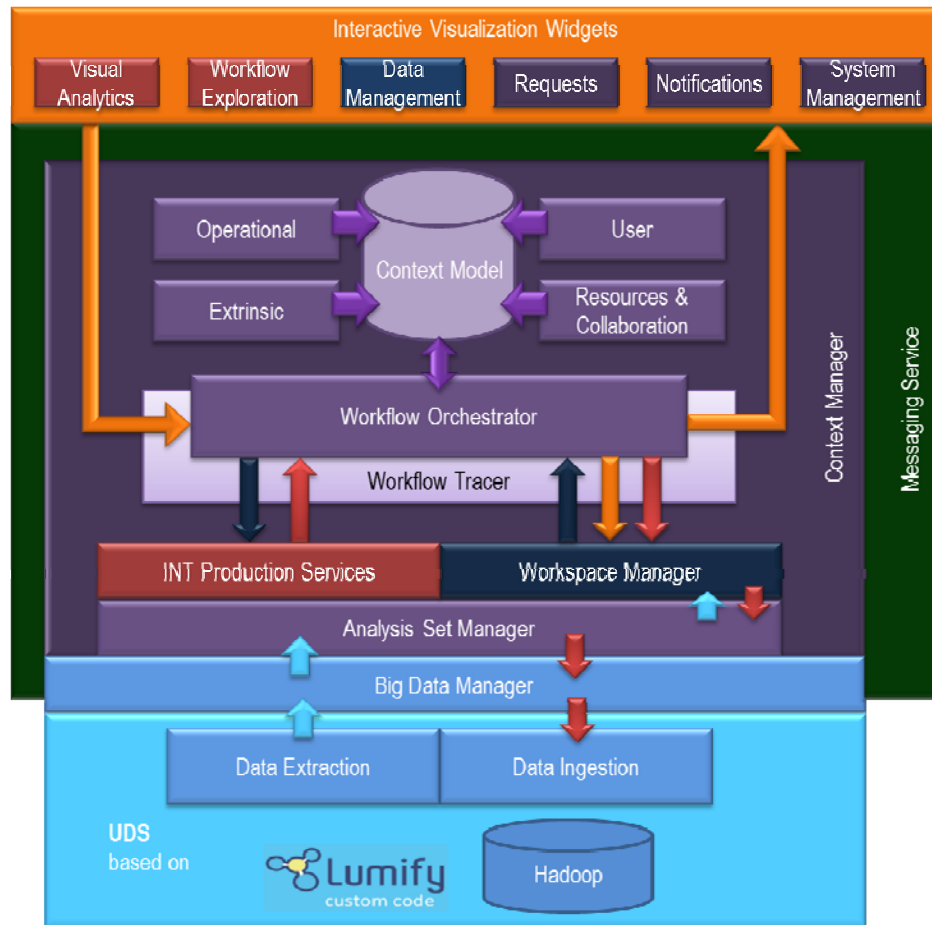 Interactive Visualization Widgets
Visual
Analytics
Workflow
Exploration
Data
Management
Requests
Notifications
System
Management
Operational
User
Context Model
Extrinsic
Resources &
Collaboration
Workflow Orchestrator
Workflow Tracer
Context Manager
Messaging Service
INT Production Services
Workspace Manager
Analysis Set Manager
Big Data Manager
Data Extraction
Data Ingestion
UDS
based on
Lumify
custom code
Hadoop